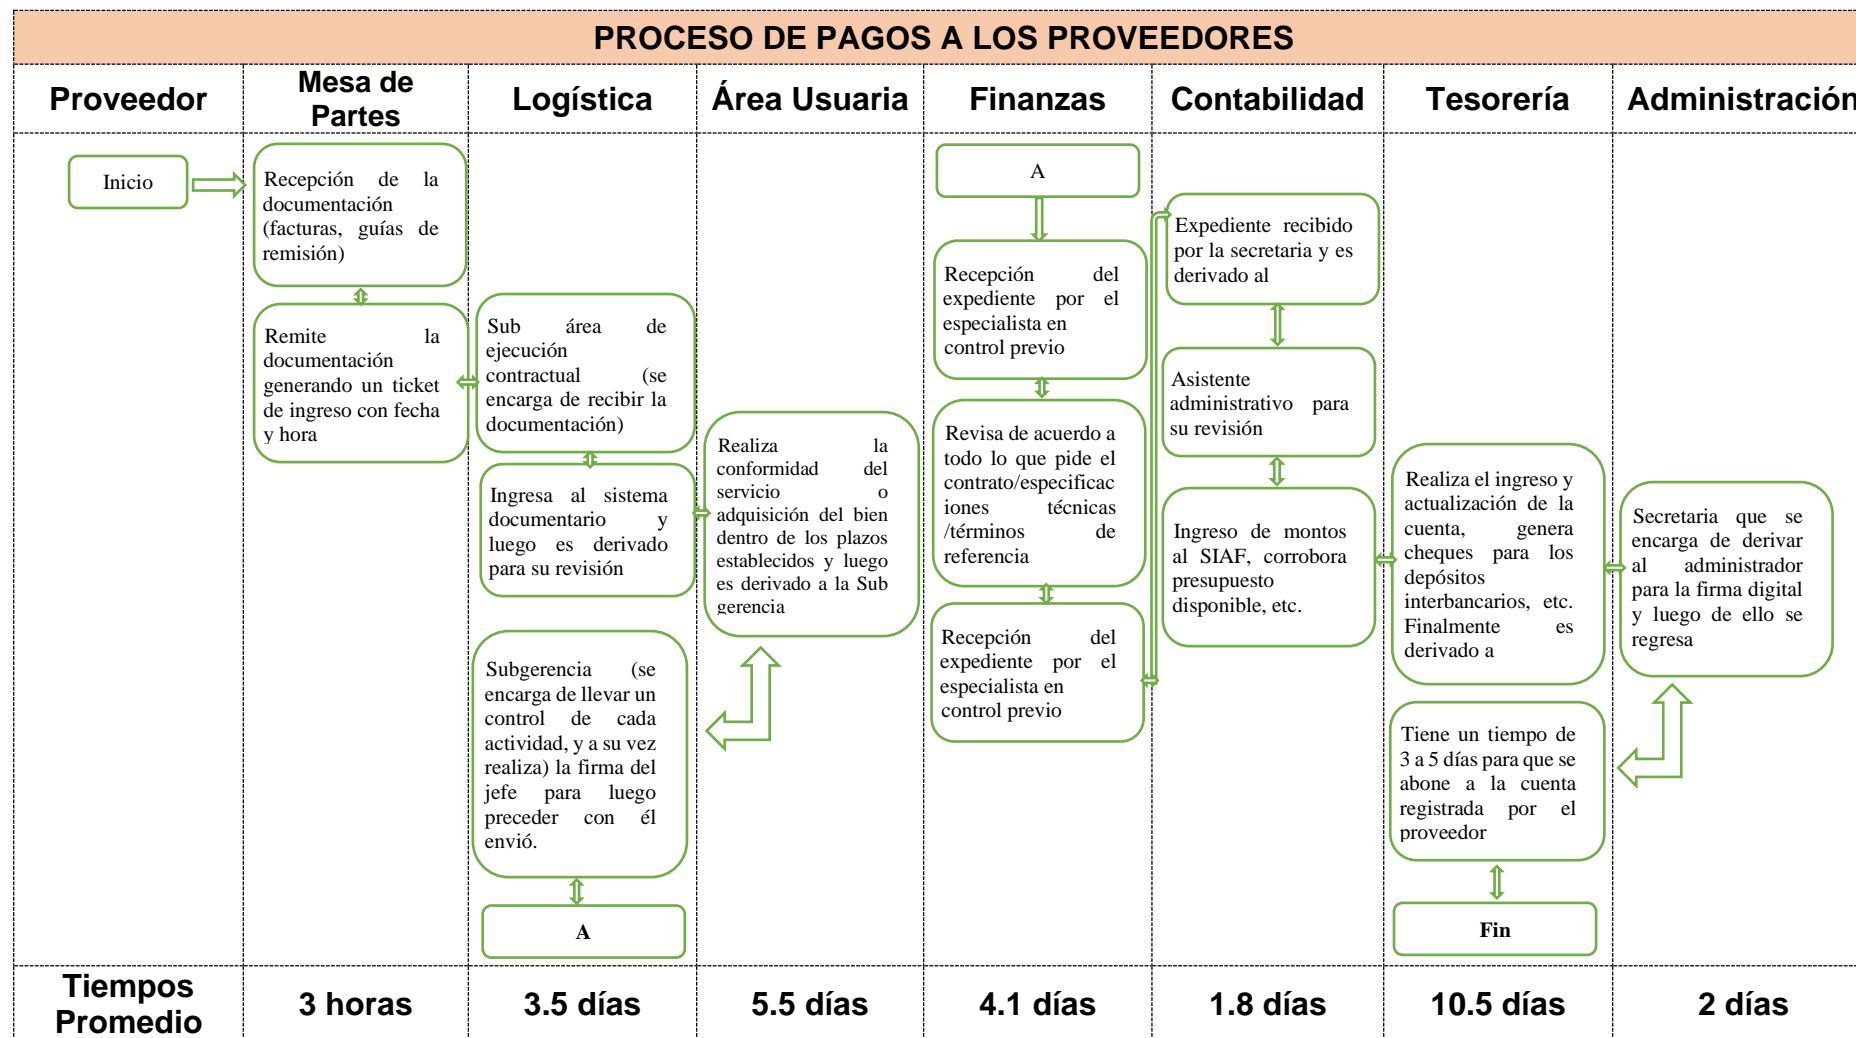 PROCESO DE PAGOS A LOS PROVEEDORES
Proveedor
Mesa de
Partes
Logística
Área Usuaria
Finanzas
Contabilidad
Tesorería
Administración
Inicio
Recepción de la
documentación
(facturas, guías de
remisión)
Remite la
documentación
generando un ticket
de ingreso con fecha
y hora
Sub área de
ejecución
contractual (se
encarga de recibir la
documentación)
Ingresa al sistema
documentario y
luego es derivado
para su revisión
Subgerencia (se
encarga de llevar un
control de cada
actividad, y a su vez
realiza) la firma del
jefe para luego
preceder con él
envió.
A
Realiza la
conformidad del
servicio o
adquisición del bien
dentro de los plazos
establecidos y luego
es derivado a la Sub
gerencia
A
Recepción del
expediente por el
especialista en
control previo
Revisa de acuerdo a
todo lo que pide el
contrato/especificac
iones técnicas
/términos de
referencia
Recepción del
expediente por el
especialista en
control previo
Expediente recibido
por la secretaria y es
derivado al
Asistente
administrativo para
su revisión
Ingreso de montos
al SIAF, corrobora
presupuesto
disponible, etc.
Realiza el ingreso y
actualización de la
cuenta, genera
cheques para los
depósitos
interbancarios, etc.
Finalmente es
derivado a
Tiene un tiempo de
3 a 5 días para que se
abone a la cuenta
registrada por el
proveedor
Fin
Secretaria que se
encarga de derivar
al administrador
para la firma digital
y luego de ello se
regresa
Tiempos
Promedio
3 horas
3.5 días
5.5 días
4.1 días
1.8 días
10.5 días
2 días